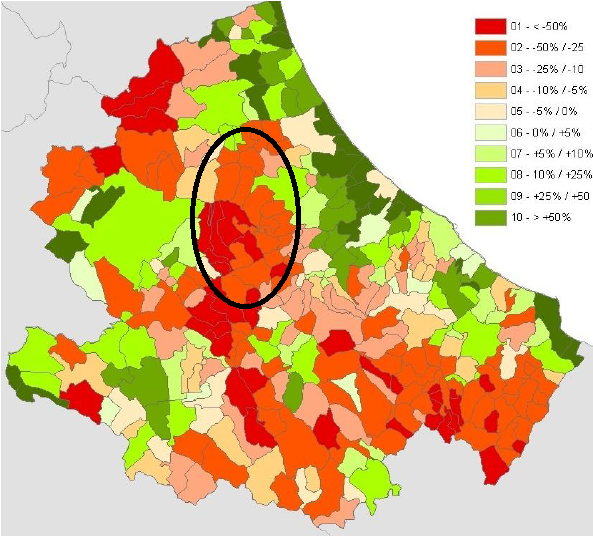 01 - < -50%
02 - -50% / -25
03 - -25% / -10
04 - -10% / -5%
05 - -5% / 0%
06 - 0% / +5%
07 - +5% / +10%
08 - 10% / +25%
09 - +25% / +50
10 - > +50%